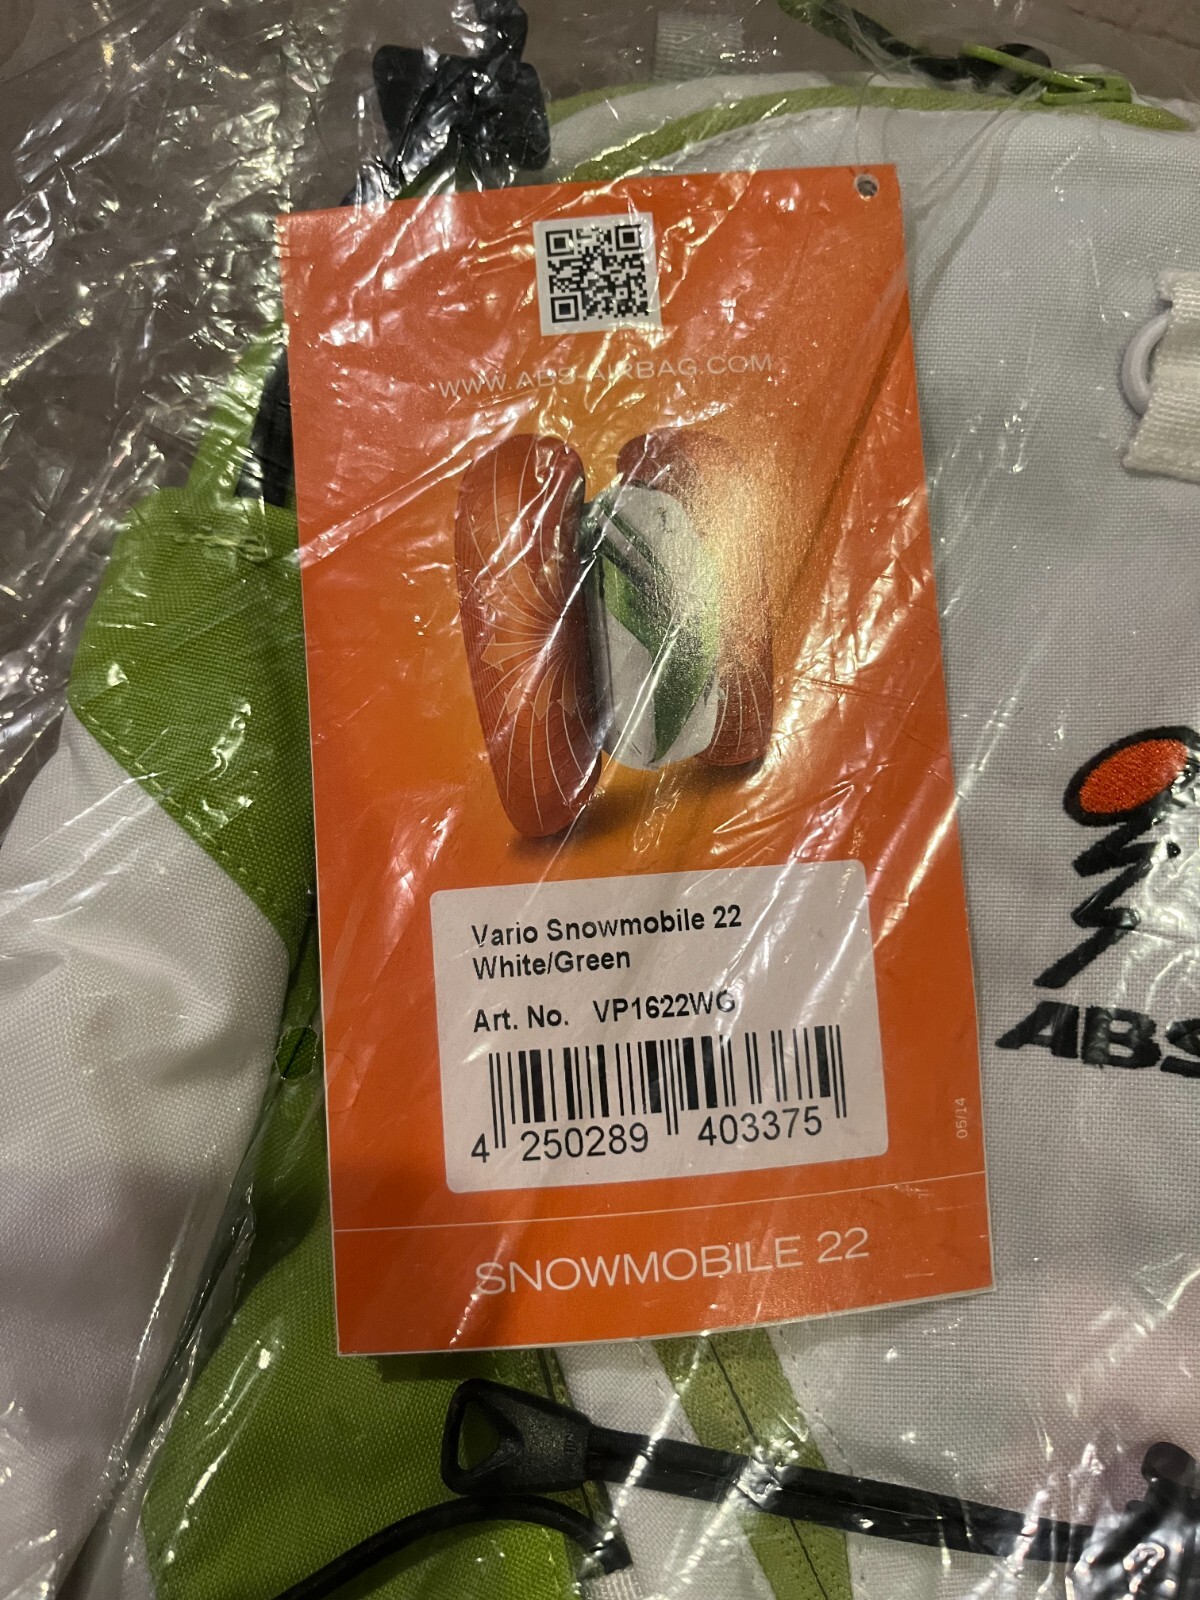 WWW.ABS-AIRBAG.COM
Vario Snowmobile 22
White/Green
Art. No. VP1622WG
4 250289 403375
05/14
SNOWMOBILE 22
ABS